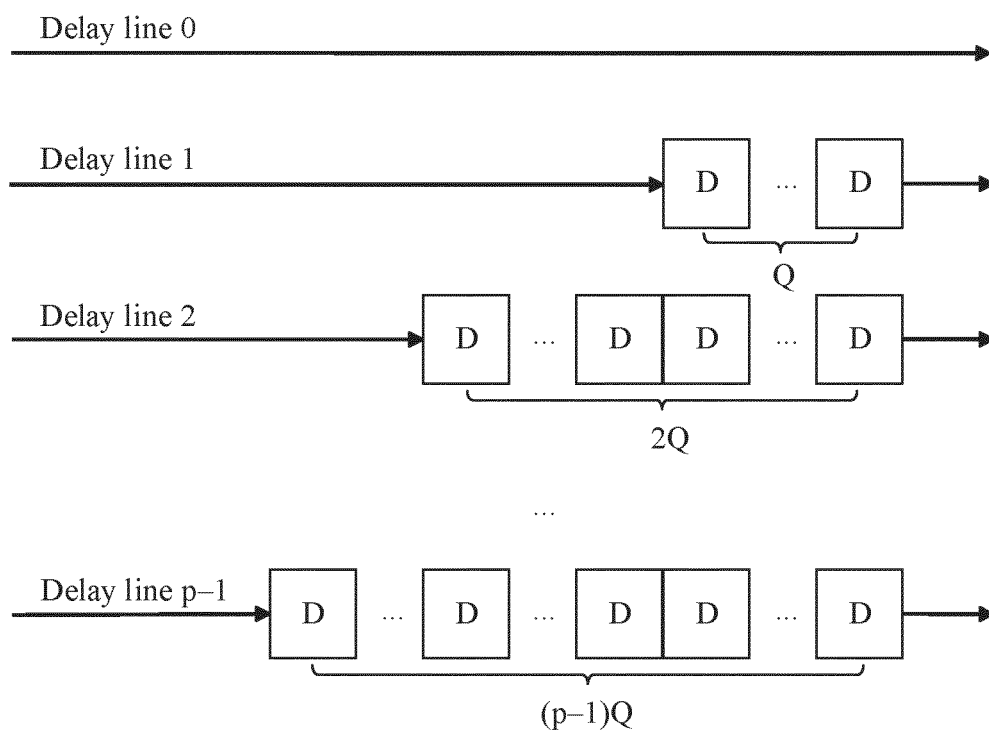 Delay line 0
Delay line 1
D ... D
Q
Delay line 2
D ... D D ... D
2Q
...
Delay line p–1
D ... D ... D D ... D
(p–1)Q